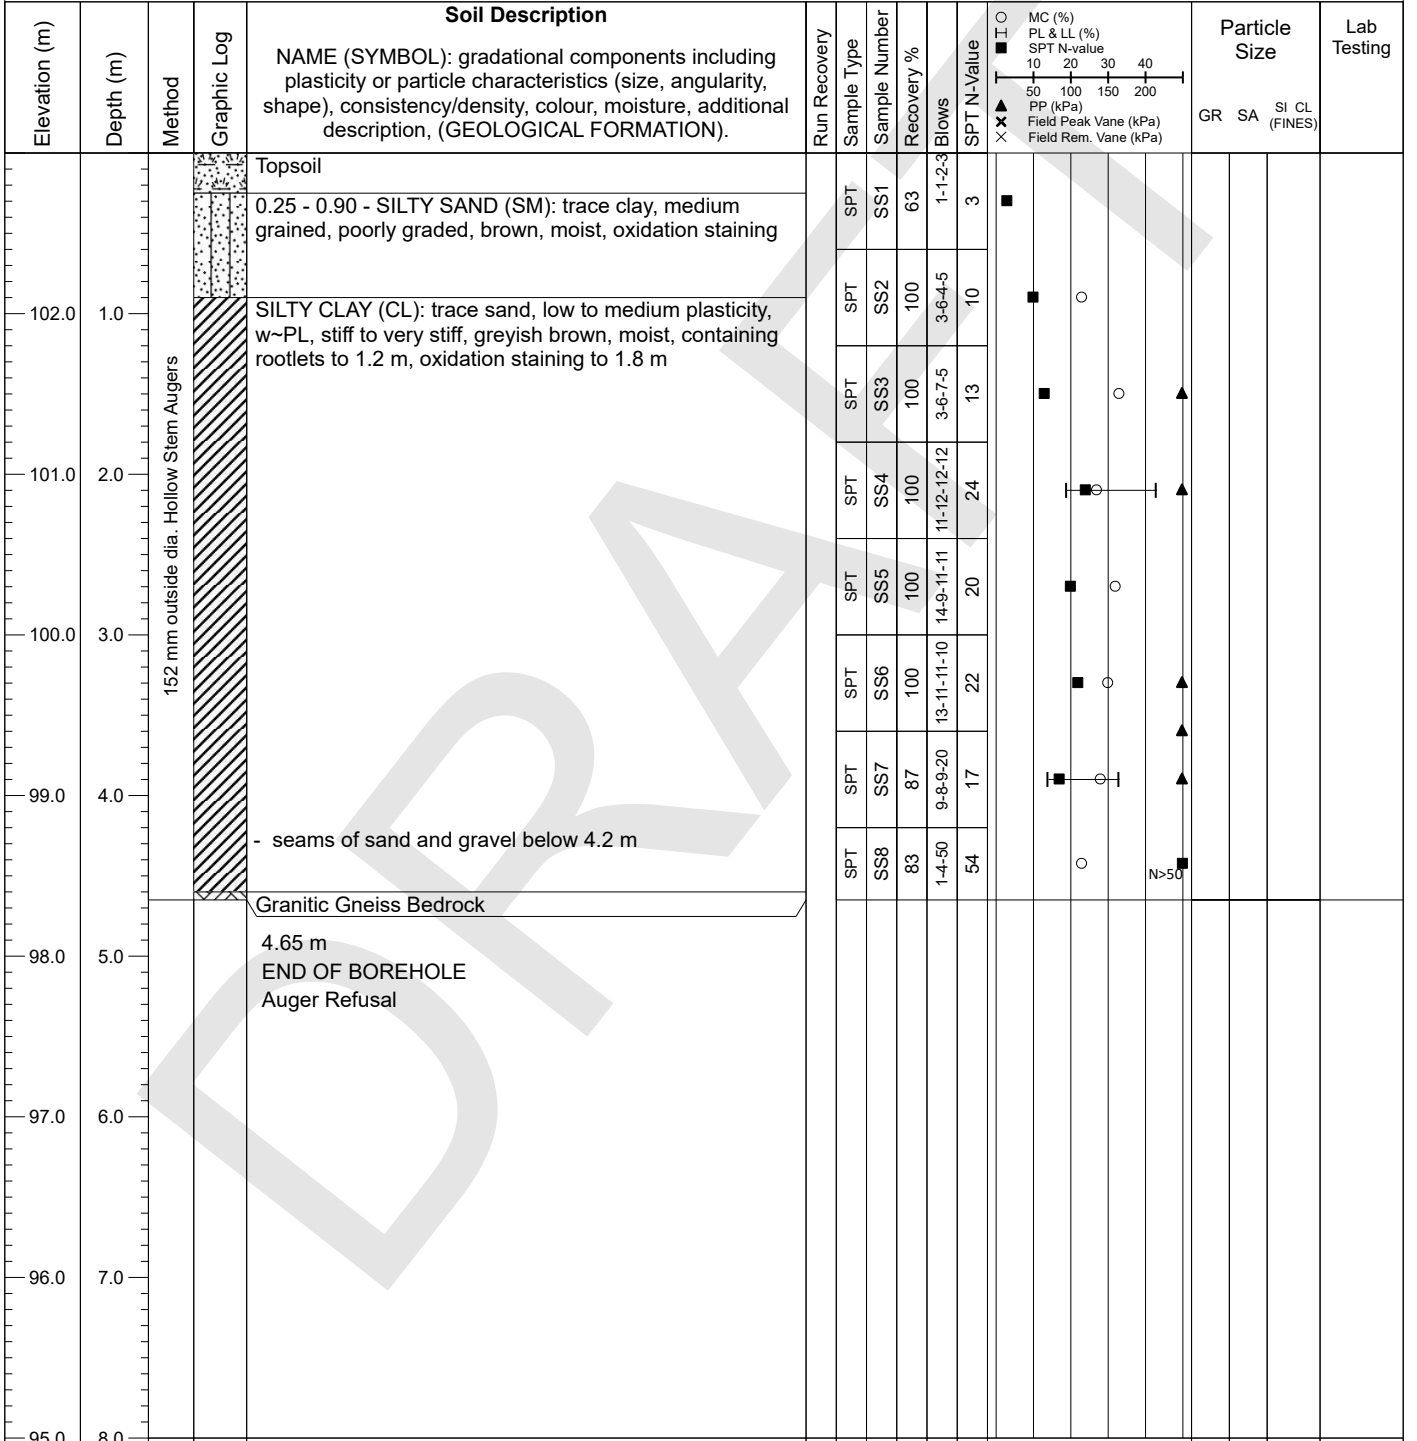 Elevation (m)
Depth (m)
Method
Graphic Log
Soil Description
NAME (SYMBOL): gradational components including
plasticity or particle characteristics (size, angularity,
shape), consistency/density, colour, moisture, additional
description, (GEOLOGICAL FORMATION).
Run Recovery
Sample Type
Sample Number
Recovery %
Blows
SPT N-Value
MC (%)
PL & LL (%)
SPT N-value
10 20 30 40
50 100 150 200
PP (kPa)
Field Peak Vane (kPa)
Field Rem. Vane (kPa)
Particle
Size
GR SA SI CL
(FINES)
Lab
Testing
152 mm outside dia. Hollow Stem Augers
Topsoil
SPT SS1 63 1-1-2-3 3
0.25 - 0.90 - SILTY SAND (SM): trace clay, medium
grained, poorly graded, brown, moist, oxidation staining
SPT SS2 100 3-6-4-5 10
102.0 1.0
SILTY CLAY (CL): trace sand, low to medium plasticity,
w~PL, stiff to very stiff, greyish brown, moist, containing
rootlets to 1.2 m, oxidation staining to 1.8 m
SPT SS3 100 3-6-7-5 13
101.0 2.0
SPT SS4 100 11-12-12-12 24
SPT SS5 100 14-9-11-11 20
100.0 3.0
SPT SS6 100 13-11-11-10 22
SPT SS7 87 9-8-9-20 17
99.0 4.0
- seams of sand and gravel below 4.2 m
SPT SS8 83 1-4-50 54
N>50
Granitic Gneiss Bedrock
4.65 m
98.0 5.0
END OF BOREHOLE
Auger Refusal
97.0 6.0
96.0 7.0
95.0 8.0
DRAFT